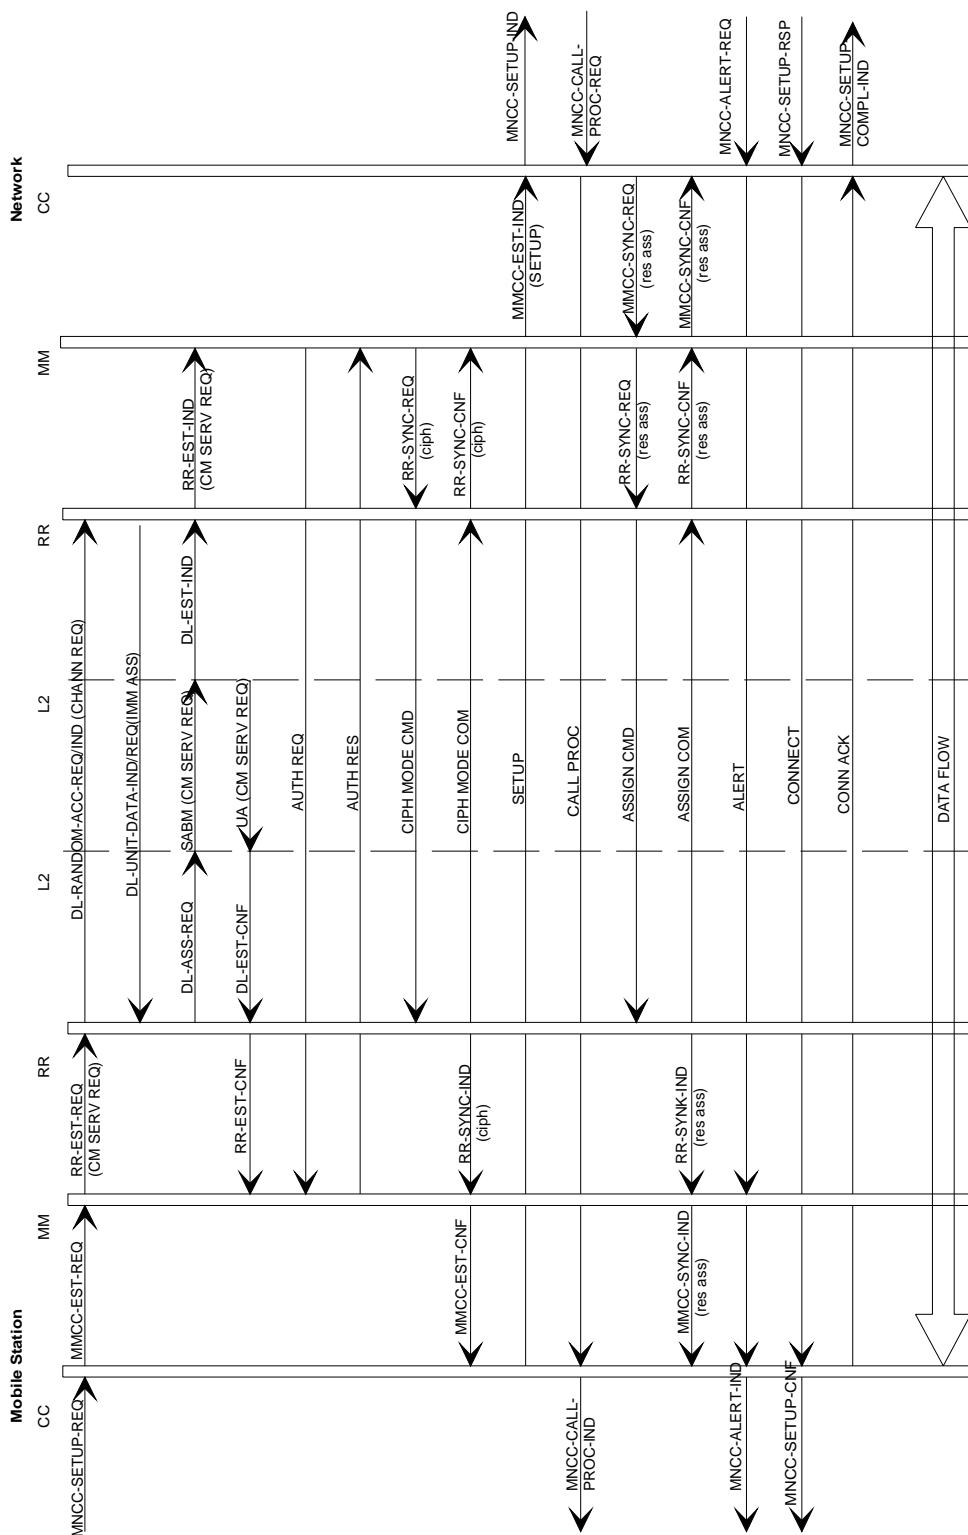 Mobile Station
Network
CC
MM
RR
L2
L2
RR
MM
CC
MNCC-SETUP-REQ
MMCC-EST-REQ
RR-EST-REQ
(CM SERV REQ)
DL-RANDOM-ACC-REQ/IND (CHANN REQ)
DL-UNIT-DATA-IND/REQ(IMM ASS)
DL-ASS-REQ
SABM (CM SERV REQ)
DL-EST-IND
RR-EST-IND
(CM SERV REQ)
RR-EST-CNF
DL-EST-CNF
UA (CM SERV REQ)
AUTH REQ
AUTH RES
CIPH MODE CMD
RR-SYNC-REQ
(ciph)
MMCC-EST-CNF
RR-SYNC-IND
(ciph)
CIPH MODE COM
RR-SYNC-CNF
(ciph)
SETUP
MMCC-EST-IND
(SETUP)
MNCC-SETUP-IND
MNCC-CALL-
PROC-IND
CALL PROC
MNCC-CALL-
PROC-REQ
ASSIGN CMD
RR-SYNC-REQ
(res ass)
MMCC-SYNC-REQ
(res ass)
MMCC-SYNC-IND
(res ass)
RR-SYNK-IND
(res ass)
ASSIGN COM
RR-SYNC-CNF
(res ass)
MMCC-SYNC-CNF
(res ass)
MNCC-ALERT-IND
ALERT
MNCC-ALERT-REQ
MNCC-SETUP-CNF
CONNECT
MNCC-SETUP-RSP
CONN ACK
MNCC-SETUP
COMPL-IND
DATA FLOW